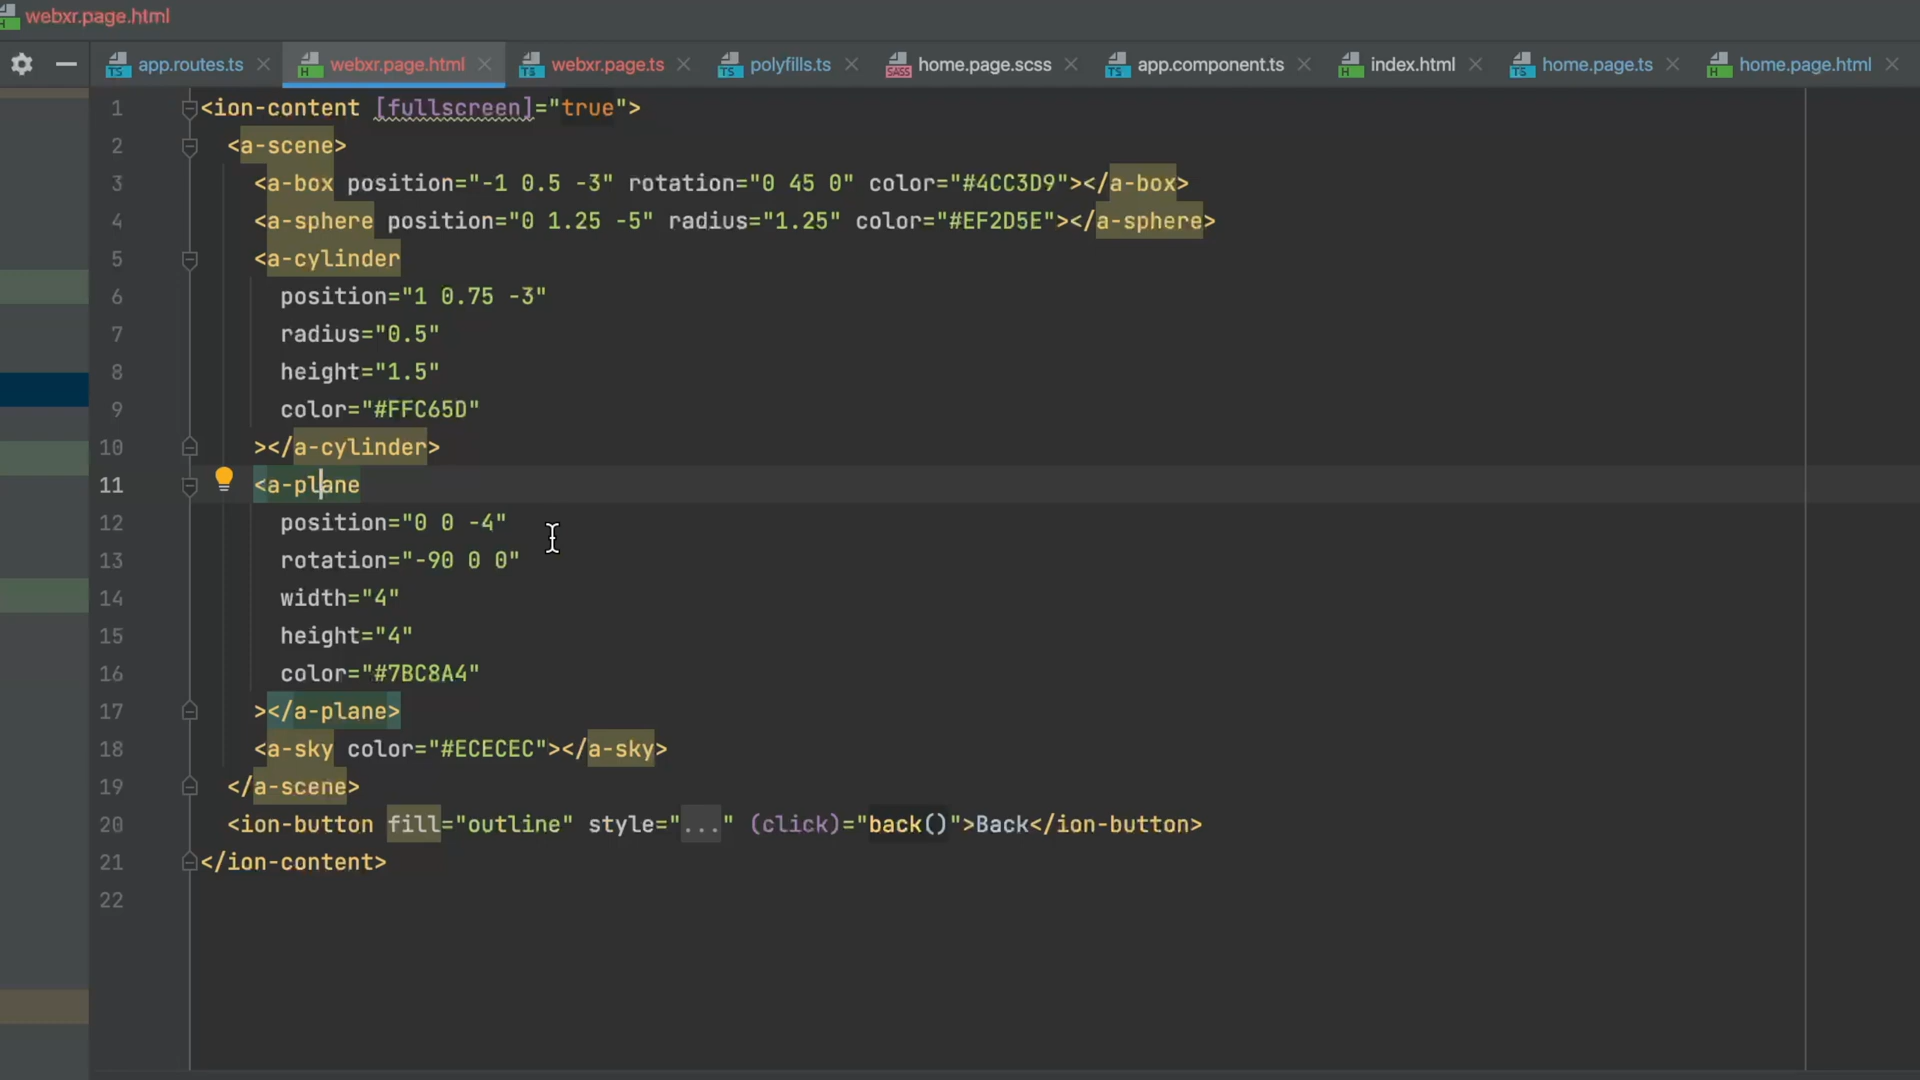 webxr.page.html
app.routes.ts webxr.page.html webxr.page.ts polyfills.ts home.page.scss app.component.ts index.html home.page.ts home.page.html
1 <ion-content [fullscreen]="true">
2 <a-scene>
3 <a-box position="-1 0.5 -3" rotation="0 45 0" color="#4CC3D9"></a-box>
4 <a-sphere position="0 1.25 -5" radius="1.25" color="#EF2D5E"></a-sphere>
5 <a-cylinder
6 position="1 0.75 -3"
7 radius="0.5"
8 height="1.5"
9 color="#FFC65D"
10 ></a-cylinder>
11 <a-plane
12 position="0 0 -4"
13 rotation="-90 0 0"
14 width="4"
15 height="4"
16 color="#7BC8A4"
17 ></a-plane>
18 <a-sky color="#ECECEC"></a-sky>
19 </a-scene>
20 <ion-button fill="outline" style="..." (click)="back()">Back</ion-button>
21 </ion-content>
22